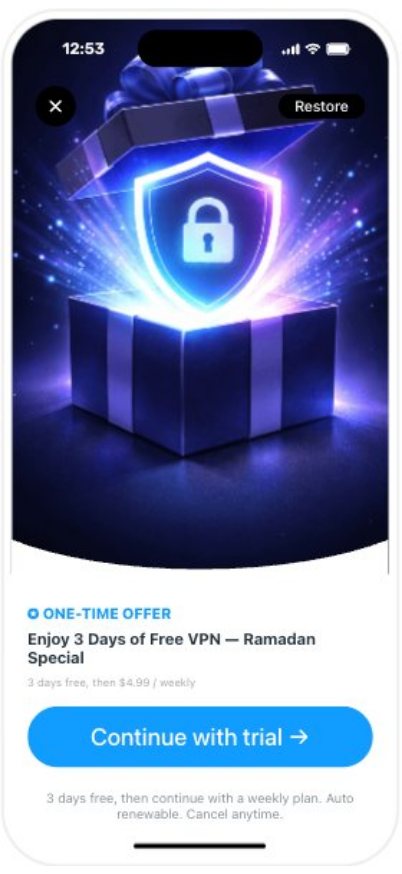 12:53
Restore
ONE-TIME OFFER
Enjoy 3 Days of Free VPN — Ramadan
Special
3 days free, then $4.99 / weekly
Continue with trial →
3 days free, then continue with a weekly plan. Auto
renewable. Cancel anytime.